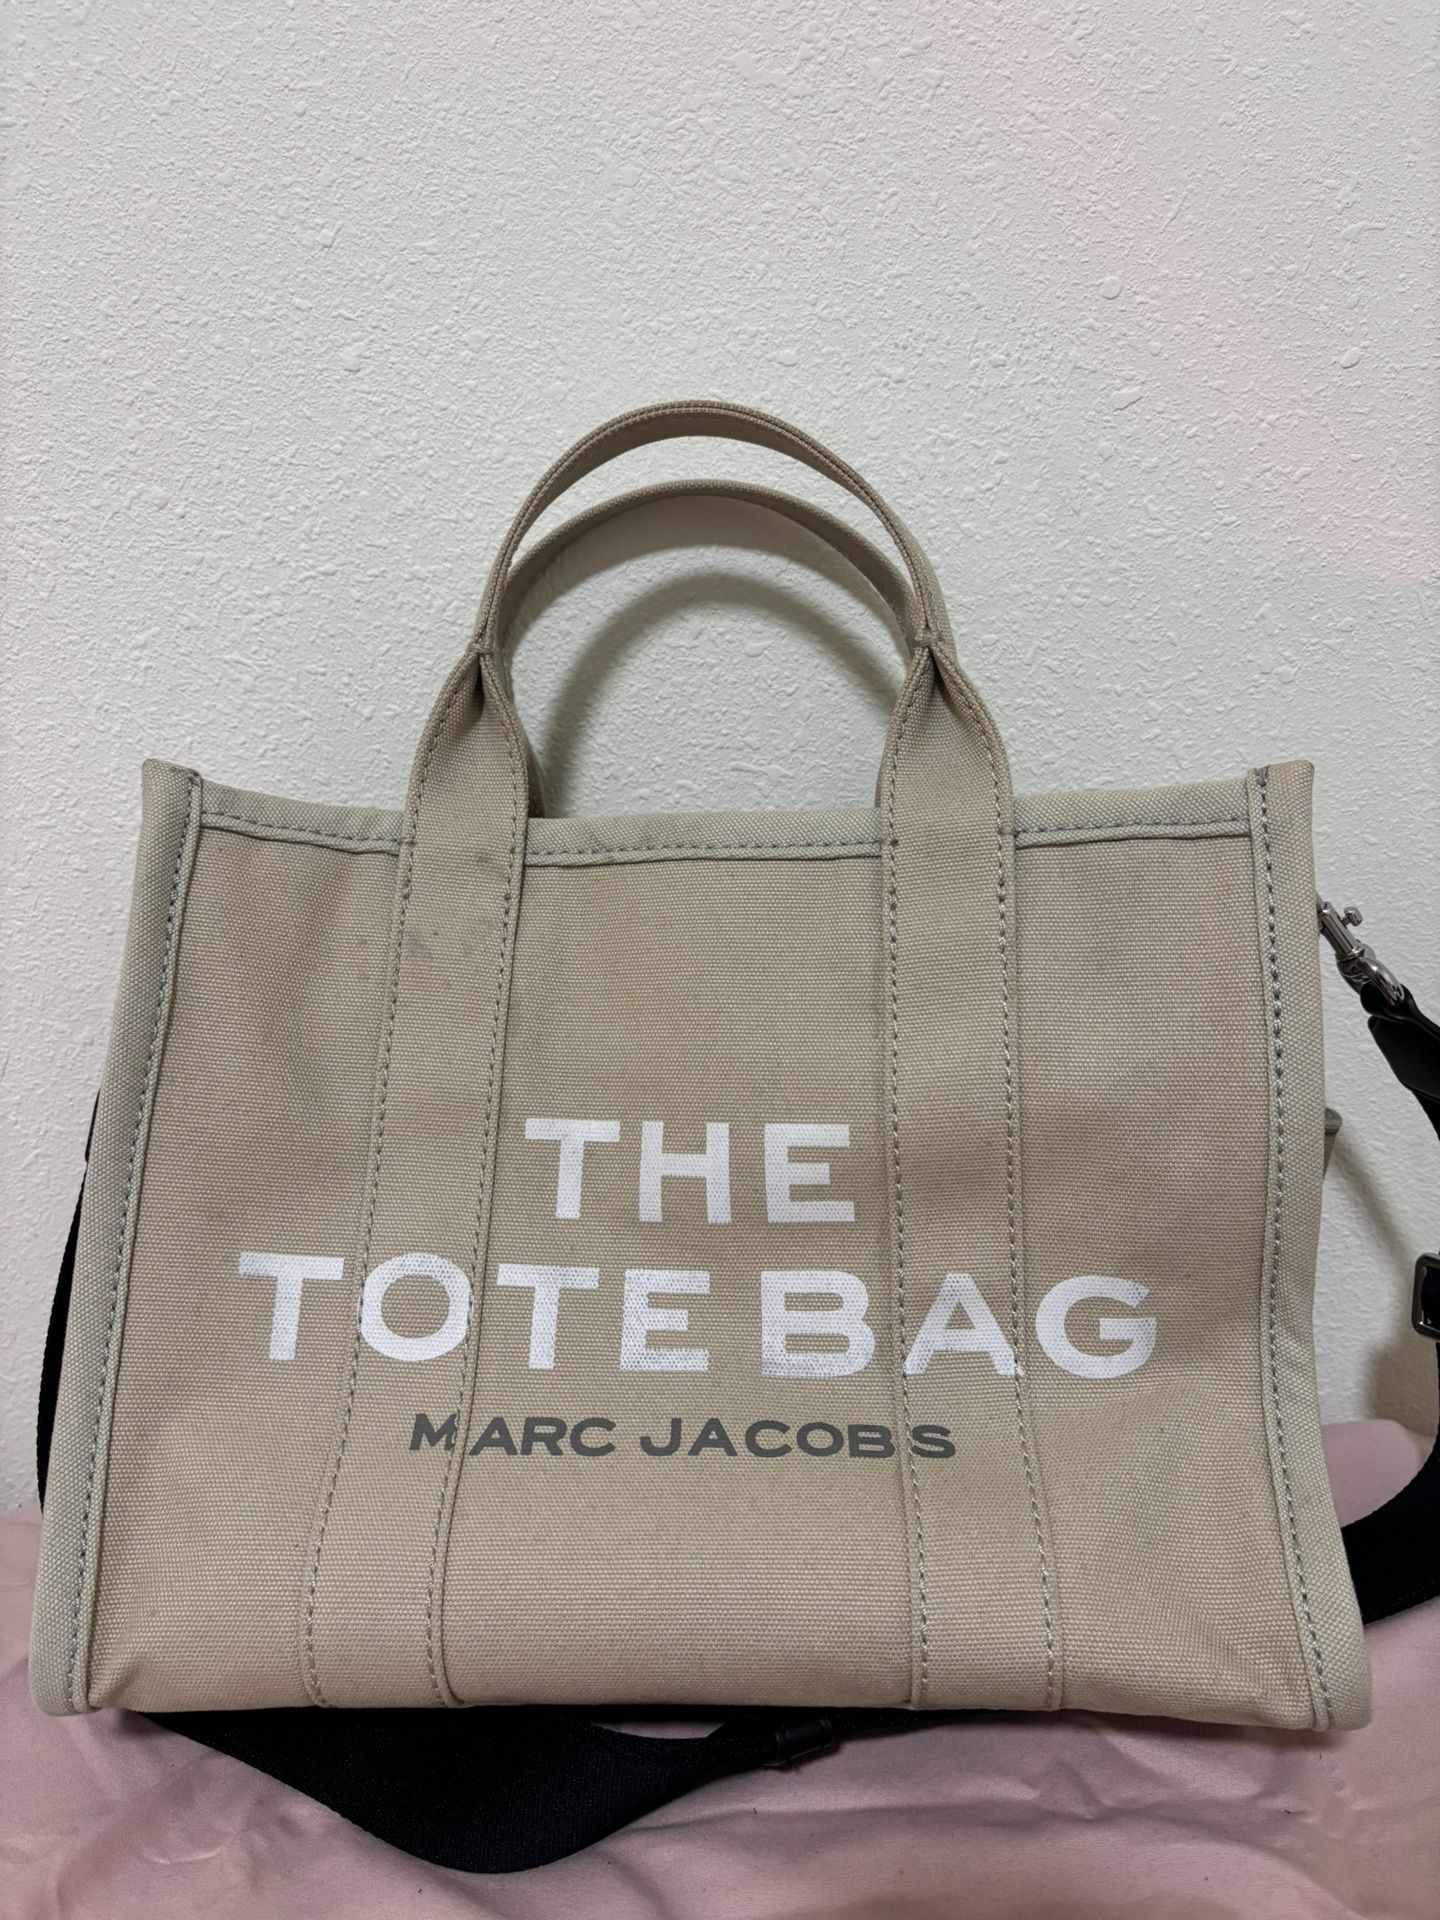 THE
TOTE BAG
MARC JACOBS